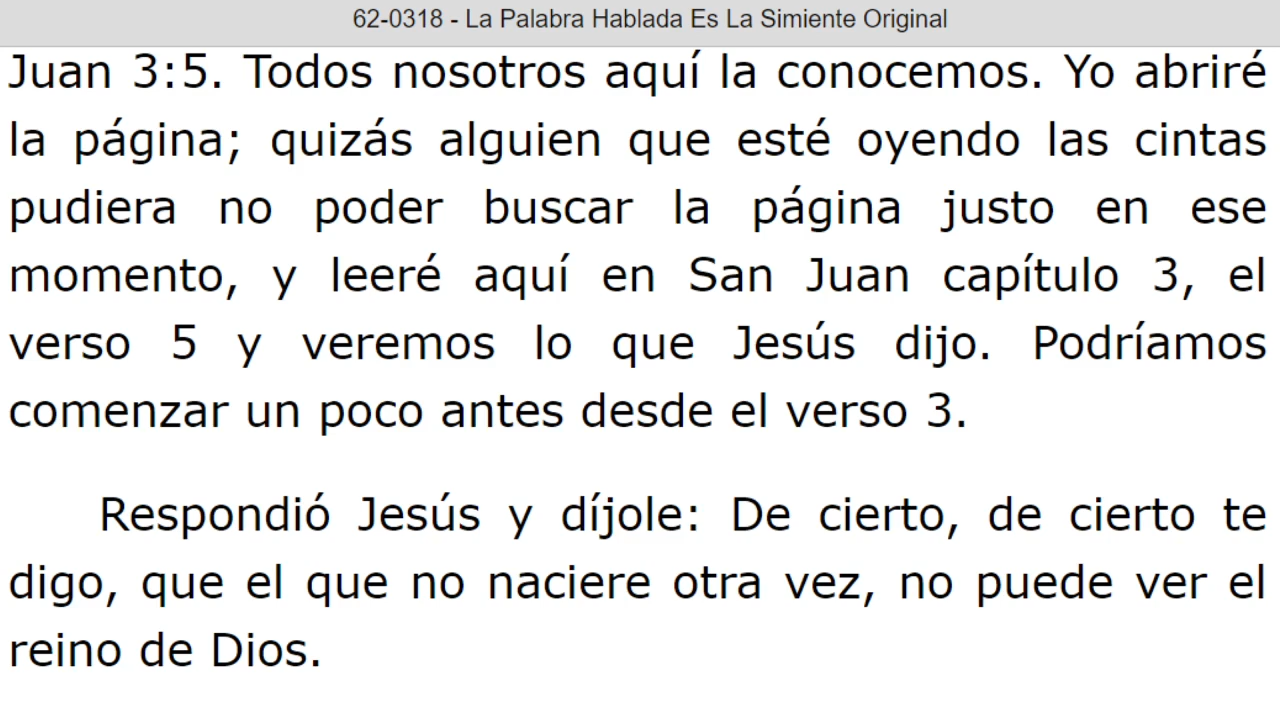 62-0318 - La Palabra Hablada Es La Simiente Original
Juan 3:5. Todos nosotros aquí la conocemos. Yo abriré
la página; quizás alguien que esté oyendo las cintas
pudiera no poder buscar la página justo en ese
momento, y leeré aquí en San Juan capítulo 3, el
verso 5 y veremos lo que Jesús dijo. Podríamos
comenzar un poco antes desde el verso 3.
Respondió Jesús y díjole: De cierto, de cierto te
digo, que el que no naciere otra vez, no puede ver el
reino de Dios.